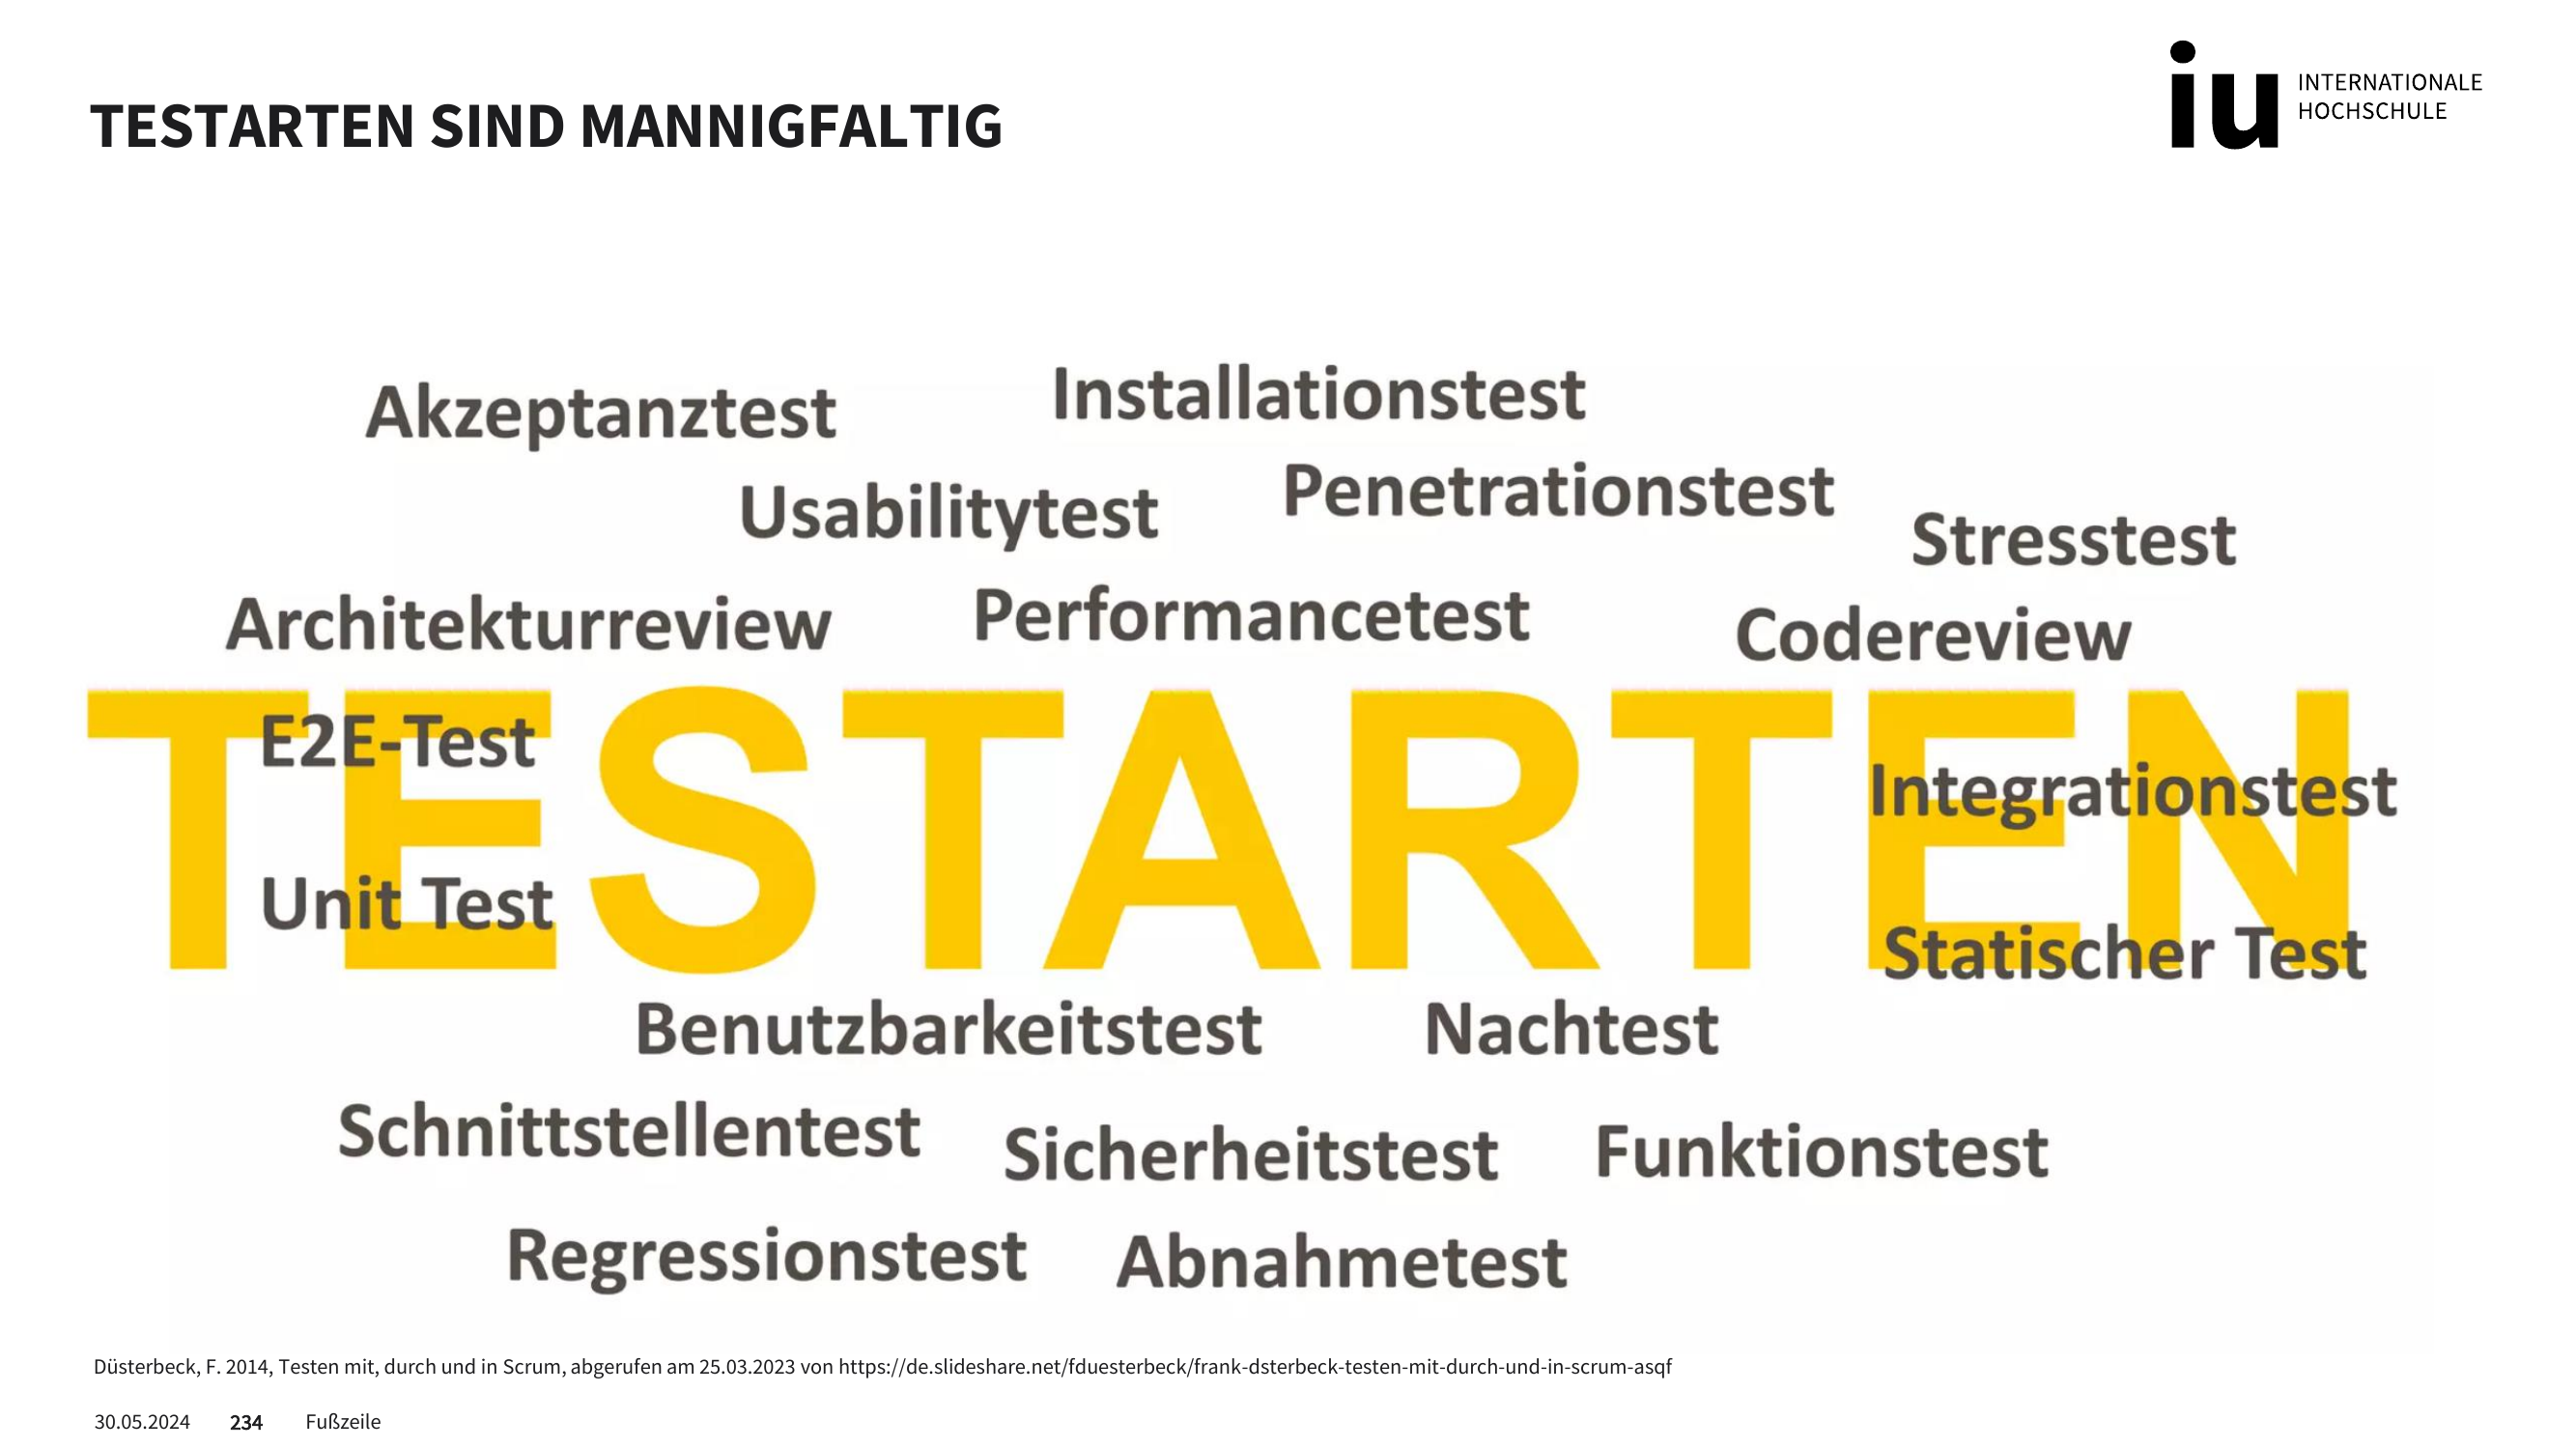 TESTARTEN SIND MANNIGFALTIG
iu INTERNATIONALE
HOCHSCHULE
Akzeptanztest
Installationstest
Usabilitytest
Penetrationstest
Stresstest
Architekturreview
Performancetest
Codereview
TESTARTEN
E2E-Test
Integrationstest
Unit Test
Statischer Test
Benutzbarkeitstest
Nachtest
Schnittstellentest
Sicherheitstest
Funktionstest
Regressionstest
Abnahmetest
Düsterbeck, F. 2014, Testen mit, durch und in Scrum, abgerufen am 25.03.2023 von https://de.slideshare.net/fduesterbeck/frank-dsterbeck-testen-mit-durch-und-in-scrum-asqf
30.05.2024 234 Fußzeile